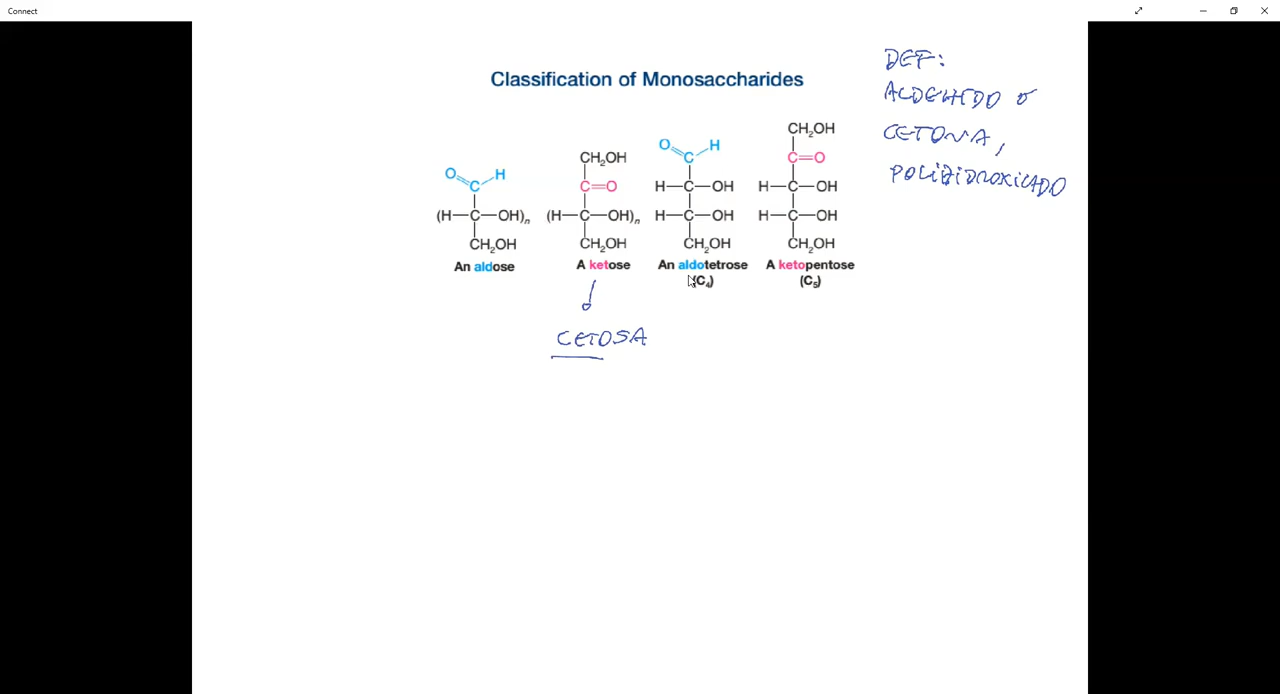 Connect
Classification of Monosaccharides
DEF:
ALDEHIDO o
CETONA,
POLIHIDROXILADO
O H
C
(H—C—OH)n
CH2OH
An aldose
CH2OH
C=O
(H—C—OH)n
CH2OH
A ketose
O H
C
H—C—OH
H—C—OH
CH2OH
An aldotetrose
(C4)
CH2OH
C=O
H—C—OH
H—C—OH
CH2OH
A ketopentose
(C5)
CETOSA